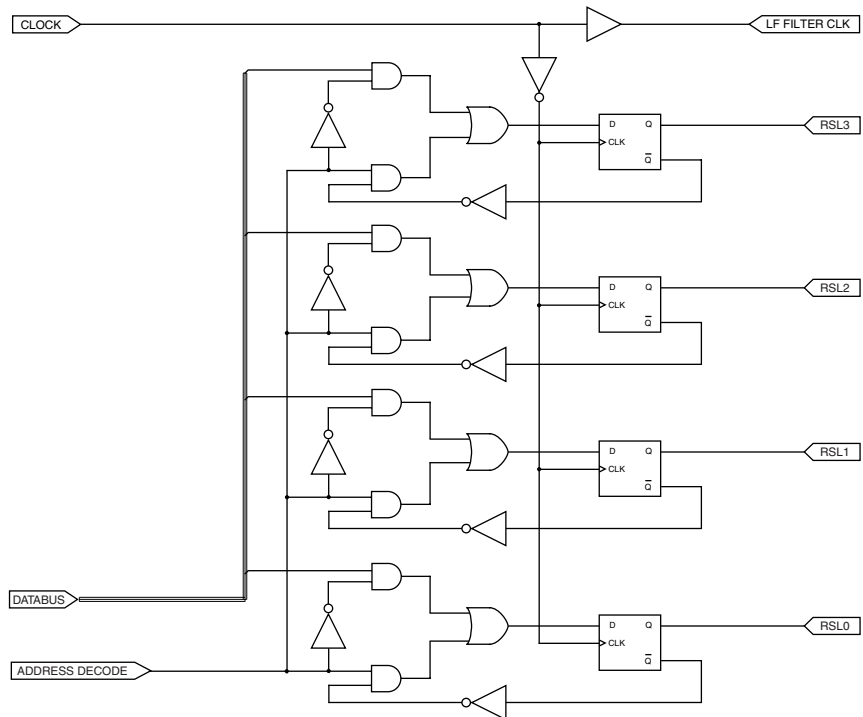 CLOCK
LF FILTER CLK
D Q
CLK
Q
RSL3
D Q
CLK
Q
RSL2
D Q
CLK
Q
RSL1
DATABUS
D Q
CLK
Q
RSL0
ADDRESS DECODE